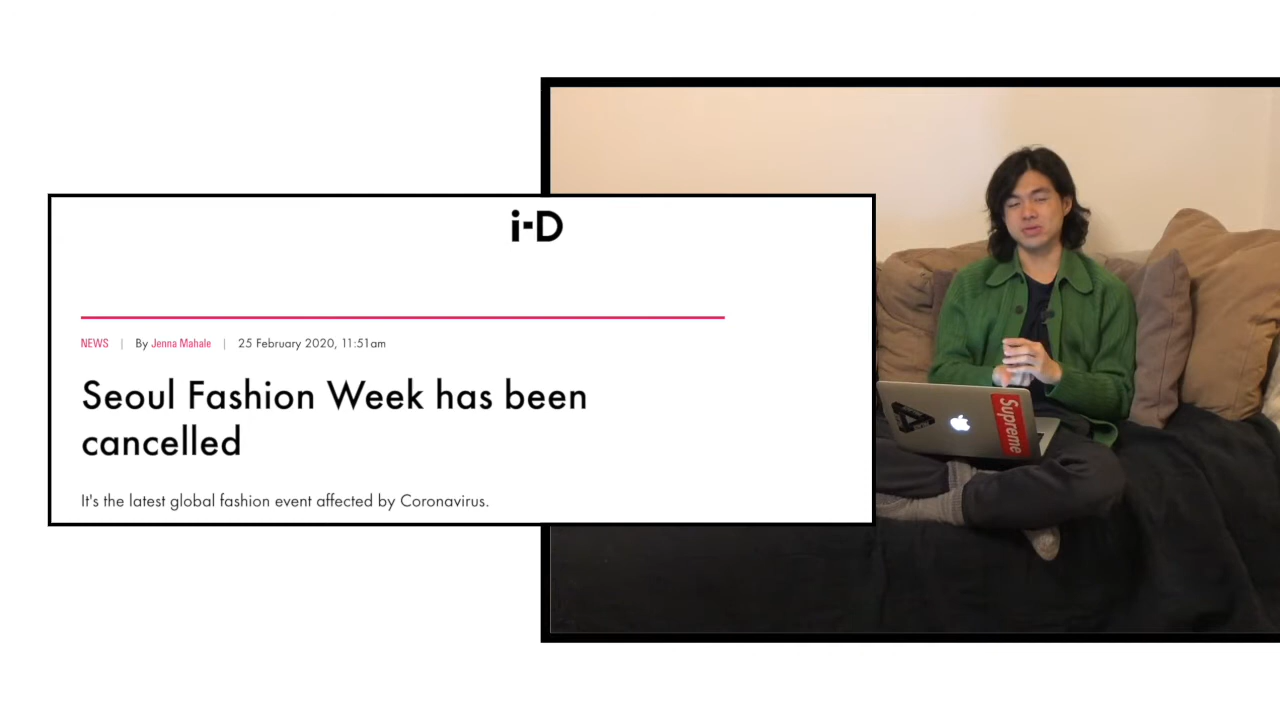 i-D
NEWS | By Jenna Mahale | 25 February 2020, 11:51am
Seoul Fashion Week has been
cancelled
It's the latest global fashion event affected by Coronavirus.
Supreme